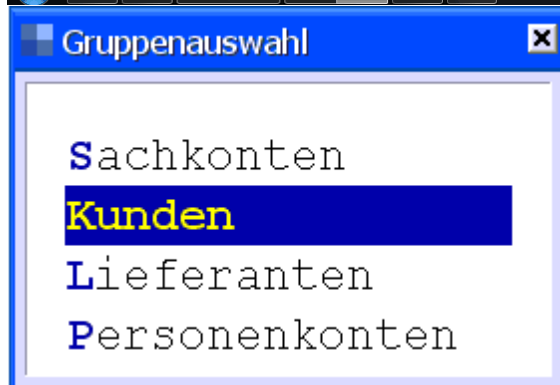 Gruppenauswahl
Sachkonten
Kunden
Lieferanten
Personenkonten